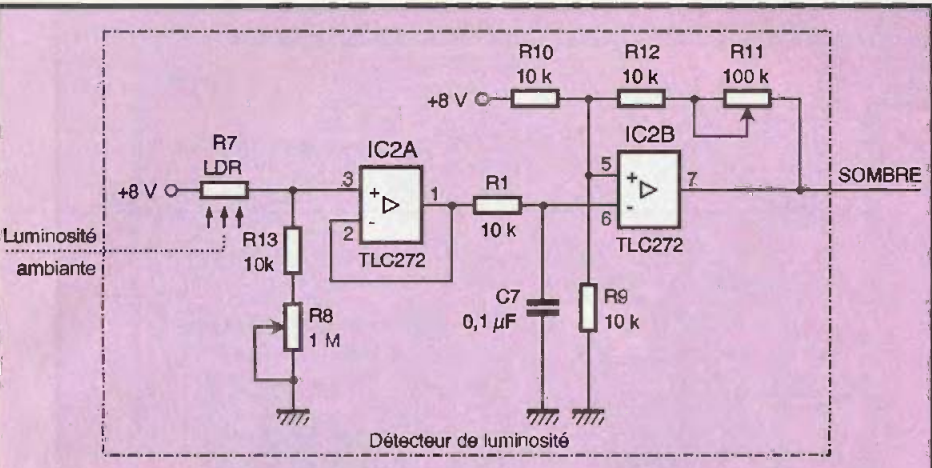 R10
10 k
R12
10 k
R11
100 k
+8 V
IC2B
R7
LDR
IC2A
5
+
7
SOMBRE
+8 V
3
+
1
R1
-
6
2
-
10 k
TLC272
Luminosité
ambiante
R13
10k
TLC272
C7
0,1 µF
R9
10 k
R8
1 M
Détecteur de luminosité